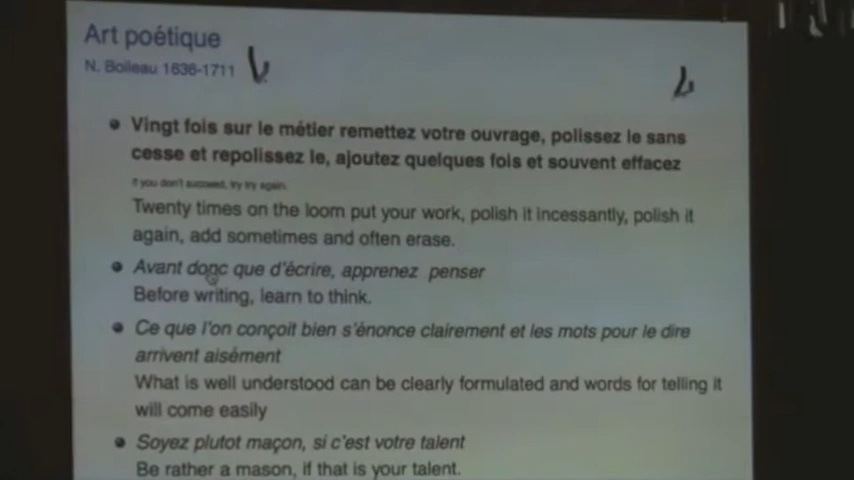 Art poétique
N. Boileau 1636-1711
Vingt fois sur le métier remettez votre ouvrage, polissez le sans
cesse et repolissez le, ajoutez quelques fois et souvent effacez
if you don't succeed, try try again.
Twenty times on the loom put your work, polish it incessantly, polish it
again, add sometimes and often erase.
Avant donc que d'écrire, apprenez penser
Before writing, learn to think.
Ce que l'on conçoit bien s'énonce clairement et les mots pour le dire
arrivent aisément
What is well understood can be clearly formulated and words for telling it
will come easily
Soyez plutot maçon, si c'est votre talent
Be rather a mason, if that is your talent.